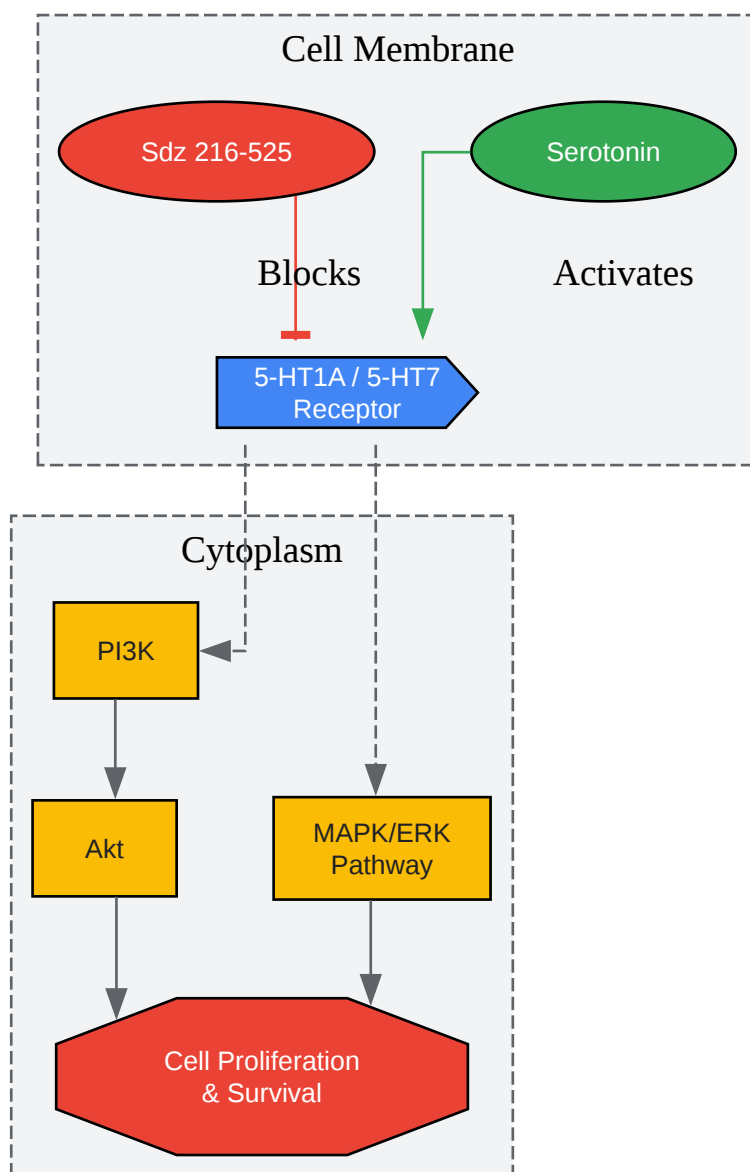 Cell Membrane
Sdz 216-525
Serotonin
Blocks
Activates
5-HT1A / 5-HT7
Receptor
Cytoplasm
PI3K
Akt
MAPK/ERK
Pathway
Cell Proliferation
& Survival